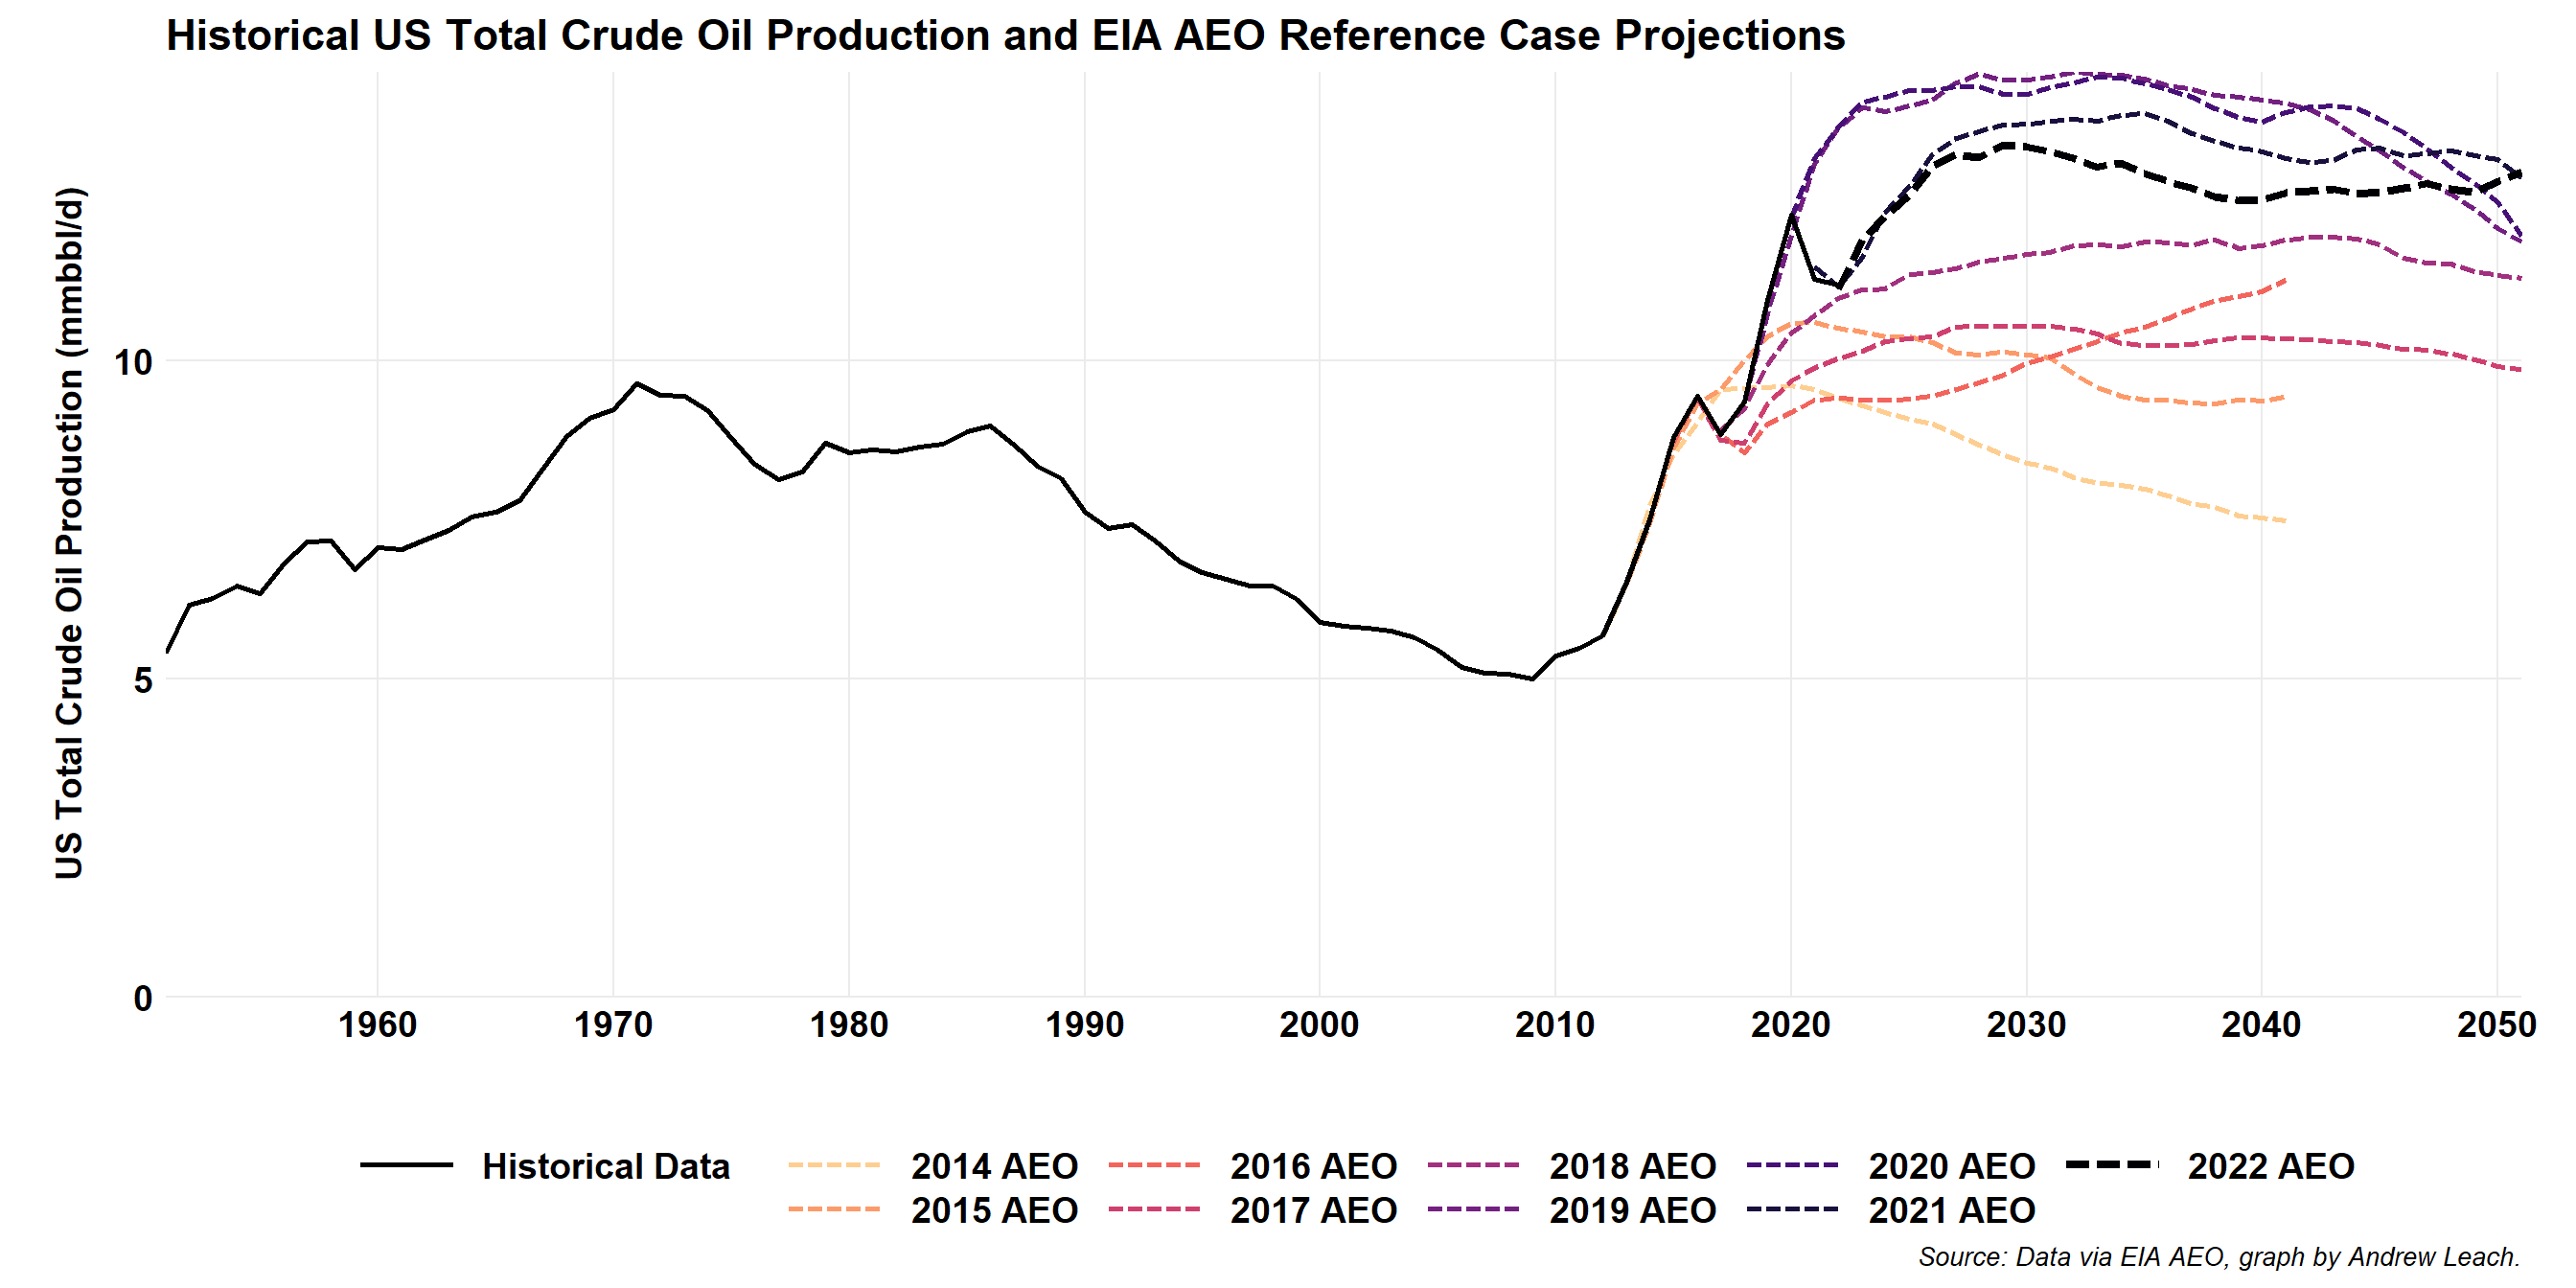 Historical US Total Crude Oil Production and EIA AEO Reference Case Projections
US Total Crude Oil Production (mmbbl/d)
10
5
0
1960 1970 1980 1990 2000 2010 2020 2030 2040 2050
Historical Data 2014 AEO 2016 AEO 2018 AEO 2020 AEO 2022 AEO
2015 AEO 2017 AEO 2019 AEO 2021 AEO
Source: Data via EIA AEO, graph by Andrew Leach.